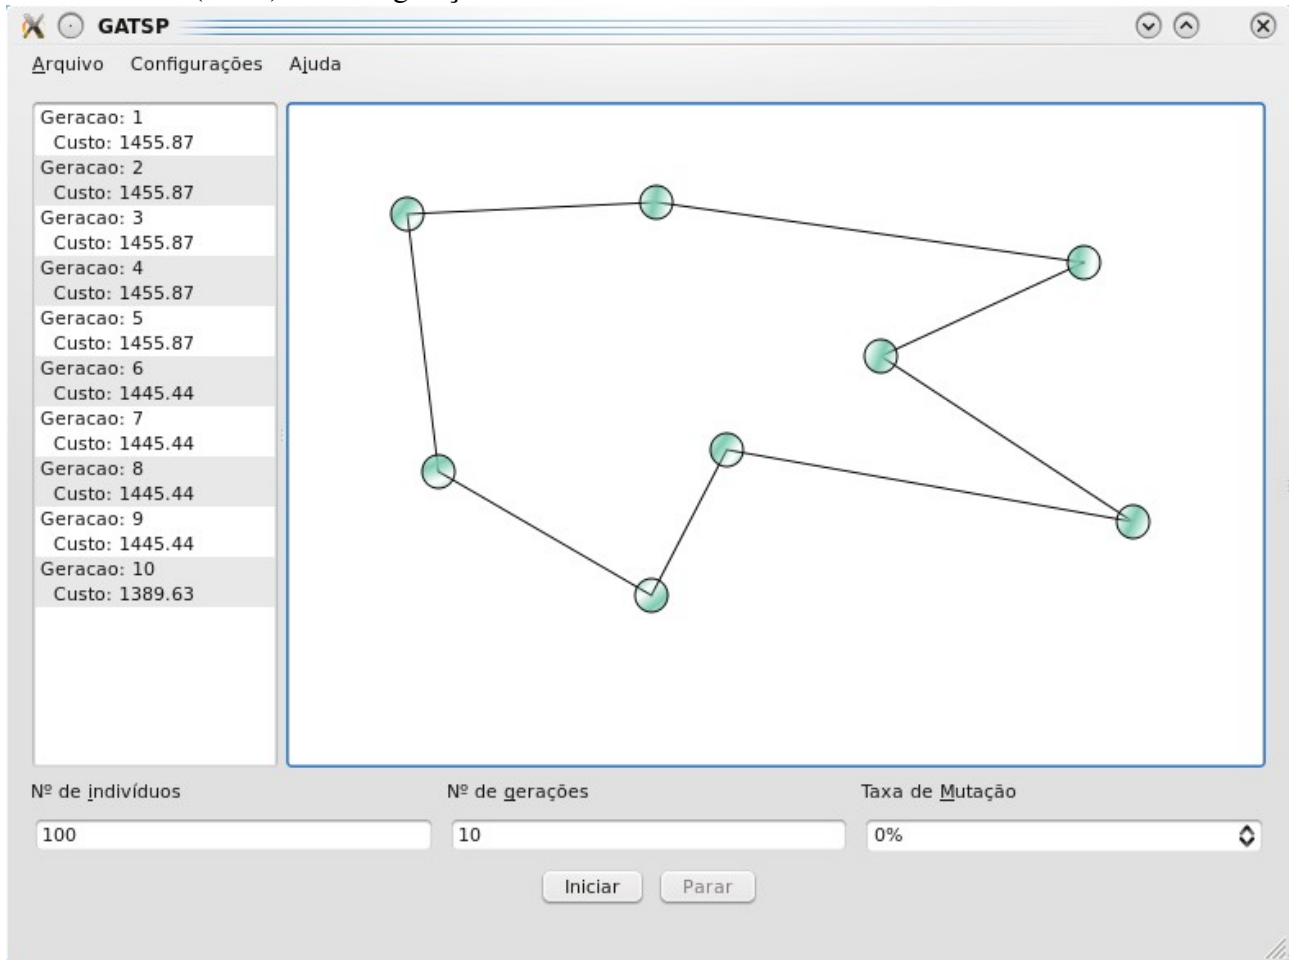 GATSP
Arquivo Configurações Ajuda
Geracao: 1
Custo: 1455.87
Geracao: 2
Custo: 1455.87
Geracao: 3
Custo: 1455.87
Geracao: 4
Custo: 1455.87
Geracao: 5
Custo: 1455.87
Geracao: 6
Custo: 1445.44
Geracao: 7
Custo: 1445.44
Geracao: 8
Custo: 1445.44
Geracao: 9
Custo: 1445.44
Geracao: 10
Custo: 1389.63
Nº de indivíduos Nº de gerações Taxa de Mutação
100 10 0%
Iniciar Parar